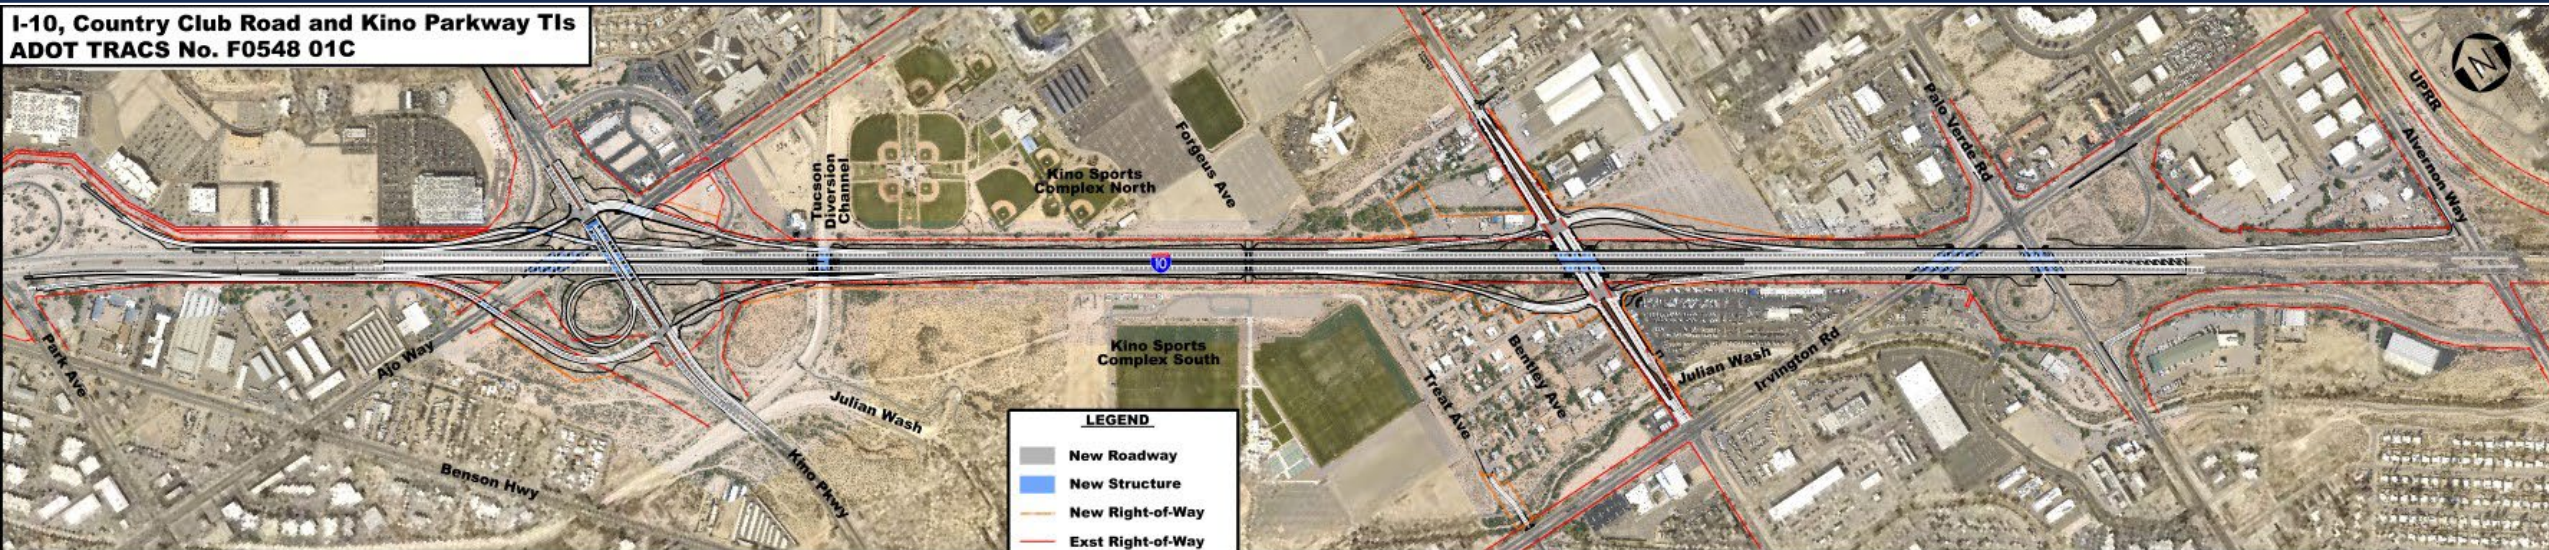 I-10, Country Club Road and Kino Parkway TIs
ADOT TRACS No. F0548 01C
N
UPRR
Alvernon Way
Palo Verde Rd
Forgeus Ave
Tucson
Diversion
Channel
Kino Sports
Complex North
10
Kino Sports
Complex South
Park Ave
Ajo Way
Benson Hwy
Kino Pkwy
Julian Wash
Treat Ave
Bentley Ave
Julian Wash
Irvington Rd
LEGEND
New Roadway
New Structure
New Right-of-Way
Exst Right-of-Way